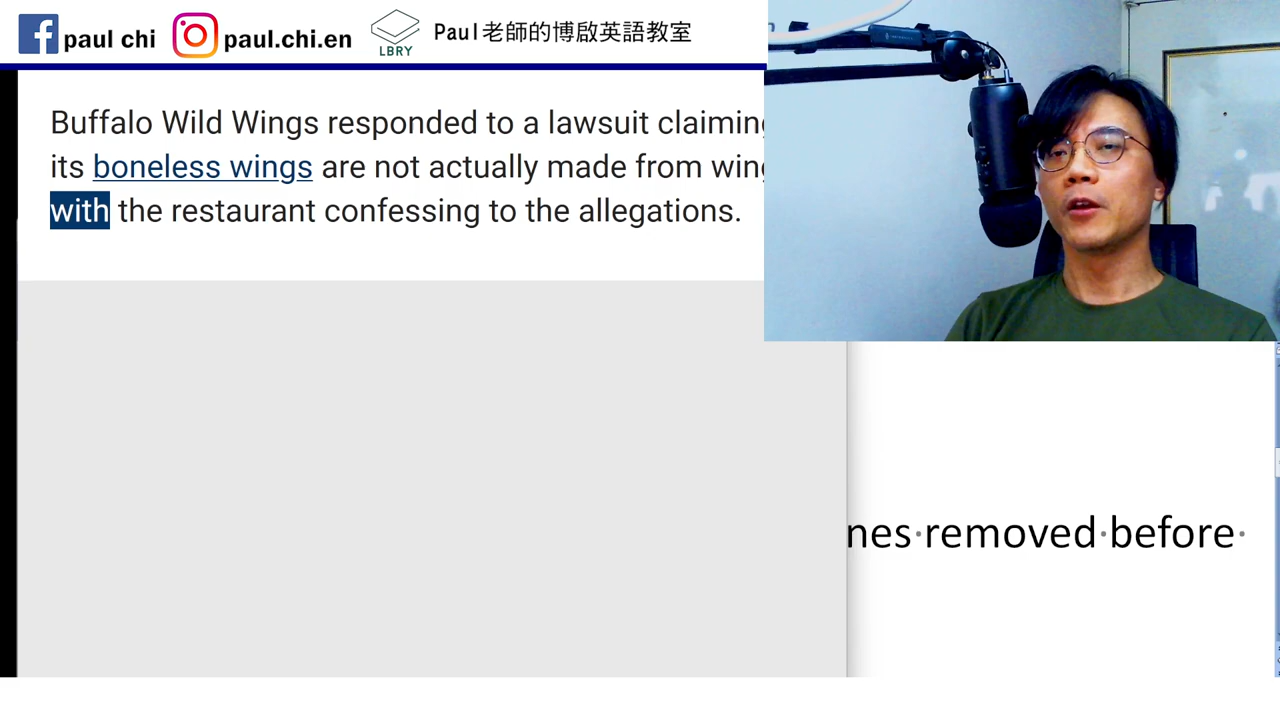 paul chi
paul.chi.en
LBRY
Paul老師的博啟英語教室
Buffalo Wild Wings responded to a lawsuit claiming
its boneless wings are not actually made from
with the restaurant confessing to the allegations.
removed before